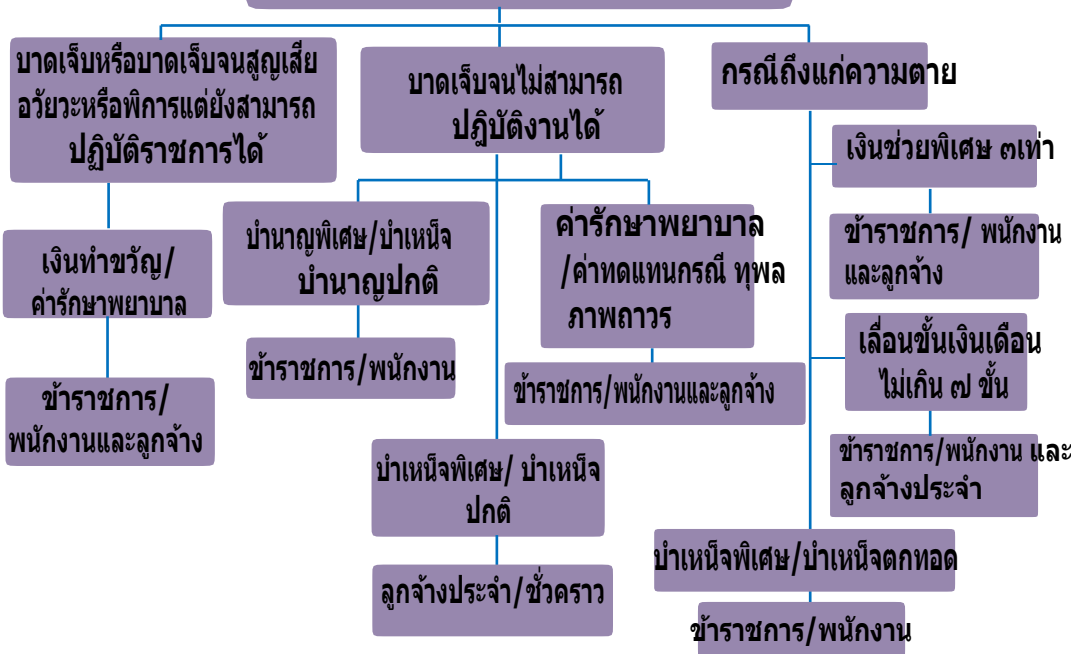 บาดเจ็บหรือบาดเจ็บจนสูญเสีย
อวัยวะหรือพิการแต่ยังสามารถ
ปฏิบัติราชการได้
เงินทำขวัญ/
ค่ารักษาพยาบาล
ข้าราชการ/
พนักงานและลูกจ้าง
บาดเจ็บจนไม่สามารถ
ปฎิบัติงานได้
บำนาญพิเศษ/บำเหน็จ
บำนาญปกติ
ข้าราชการ/พนักงาน
ค่ารักษาพยาบาล
/ค่าทดแทนกรณี ทุพล
ภาพถาวร
ข้าราชการ/พนักงานและลูกจ้าง
บำเหน็จพิเศษ/ บำเหน็จ
ปกติ
ลูกจ้างประจำ/ชั่วคราว
กรณีถึงแก่ความตาย
เงินช่วยพิเศษ ๓เท่า
ข้าราชการ/ พนักงาน
และลูกจ้าง
เลื่อนขั้นเงินเดือน
ไม่เกิน ๗ ขั้น
ข้าราชการ/พนักงาน และ
ลูกจ้างประจำ
บำเหน็จพิเศษ/บำเหน็จตกทอด
ข้าราชการ/พนักงาน